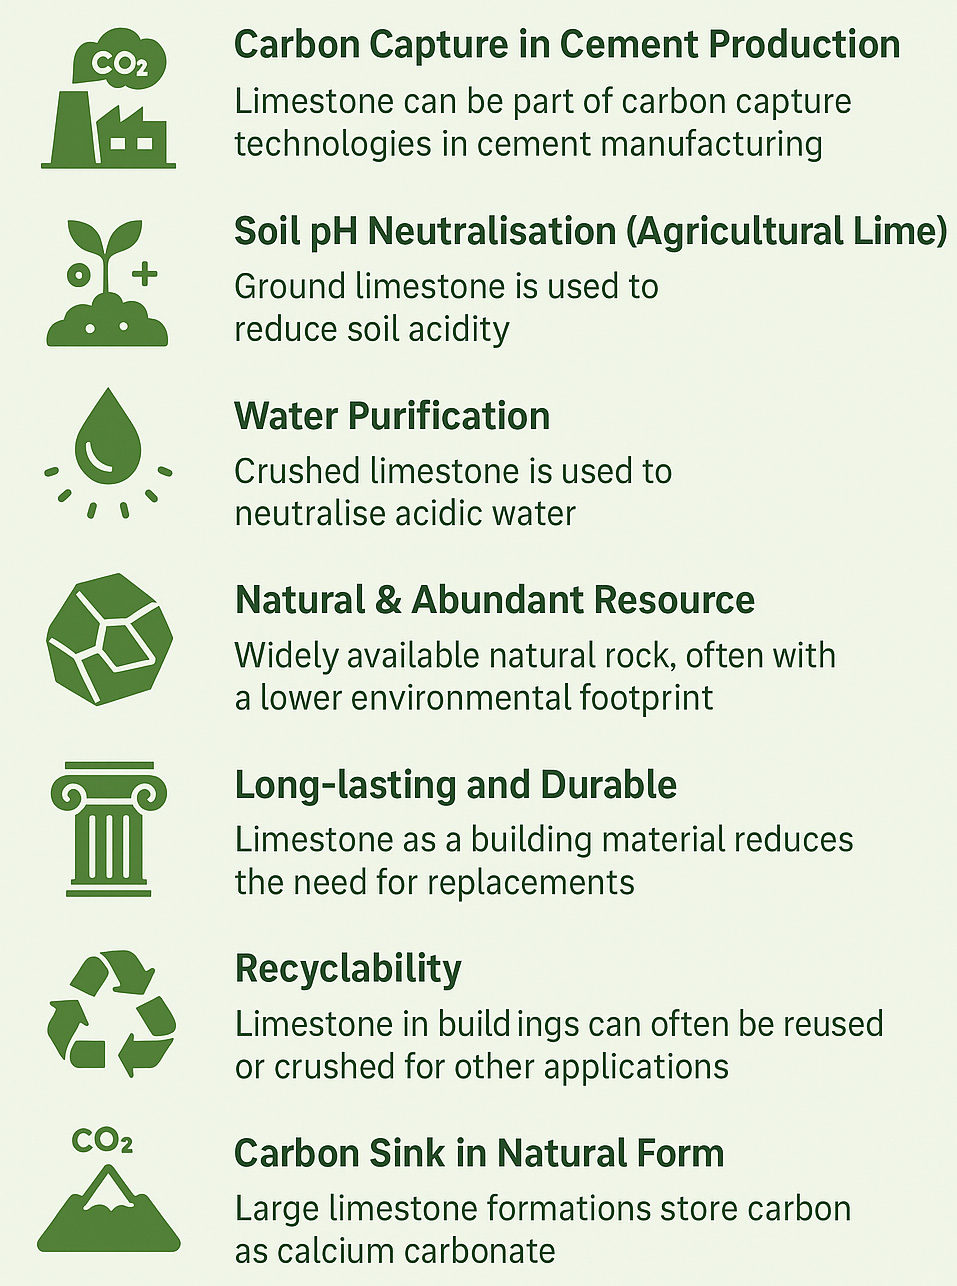 CO₂
Carbon Capture in Cement Production
Limestone can be part of carbon capture
technologies in cement manufacturing
Soil pH Neutralisation (Agricultural Lime)
Ground limestone is used to
reduce soil acidity
Water Purification
Crushed limestone is used to
neutralise acidic water
Natural & Abundant Resource
Widely available natural rock, often with
a lower environmental footprint
Long-lasting and Durable
Limestone as a building material reduces
the need for replacements
Recyclability
Limestone in buildings can often be reused
or crushed for other applications
CO₂
Carbon Sink in Natural Form
Large limestone formations store carbon
as calcium carbonate